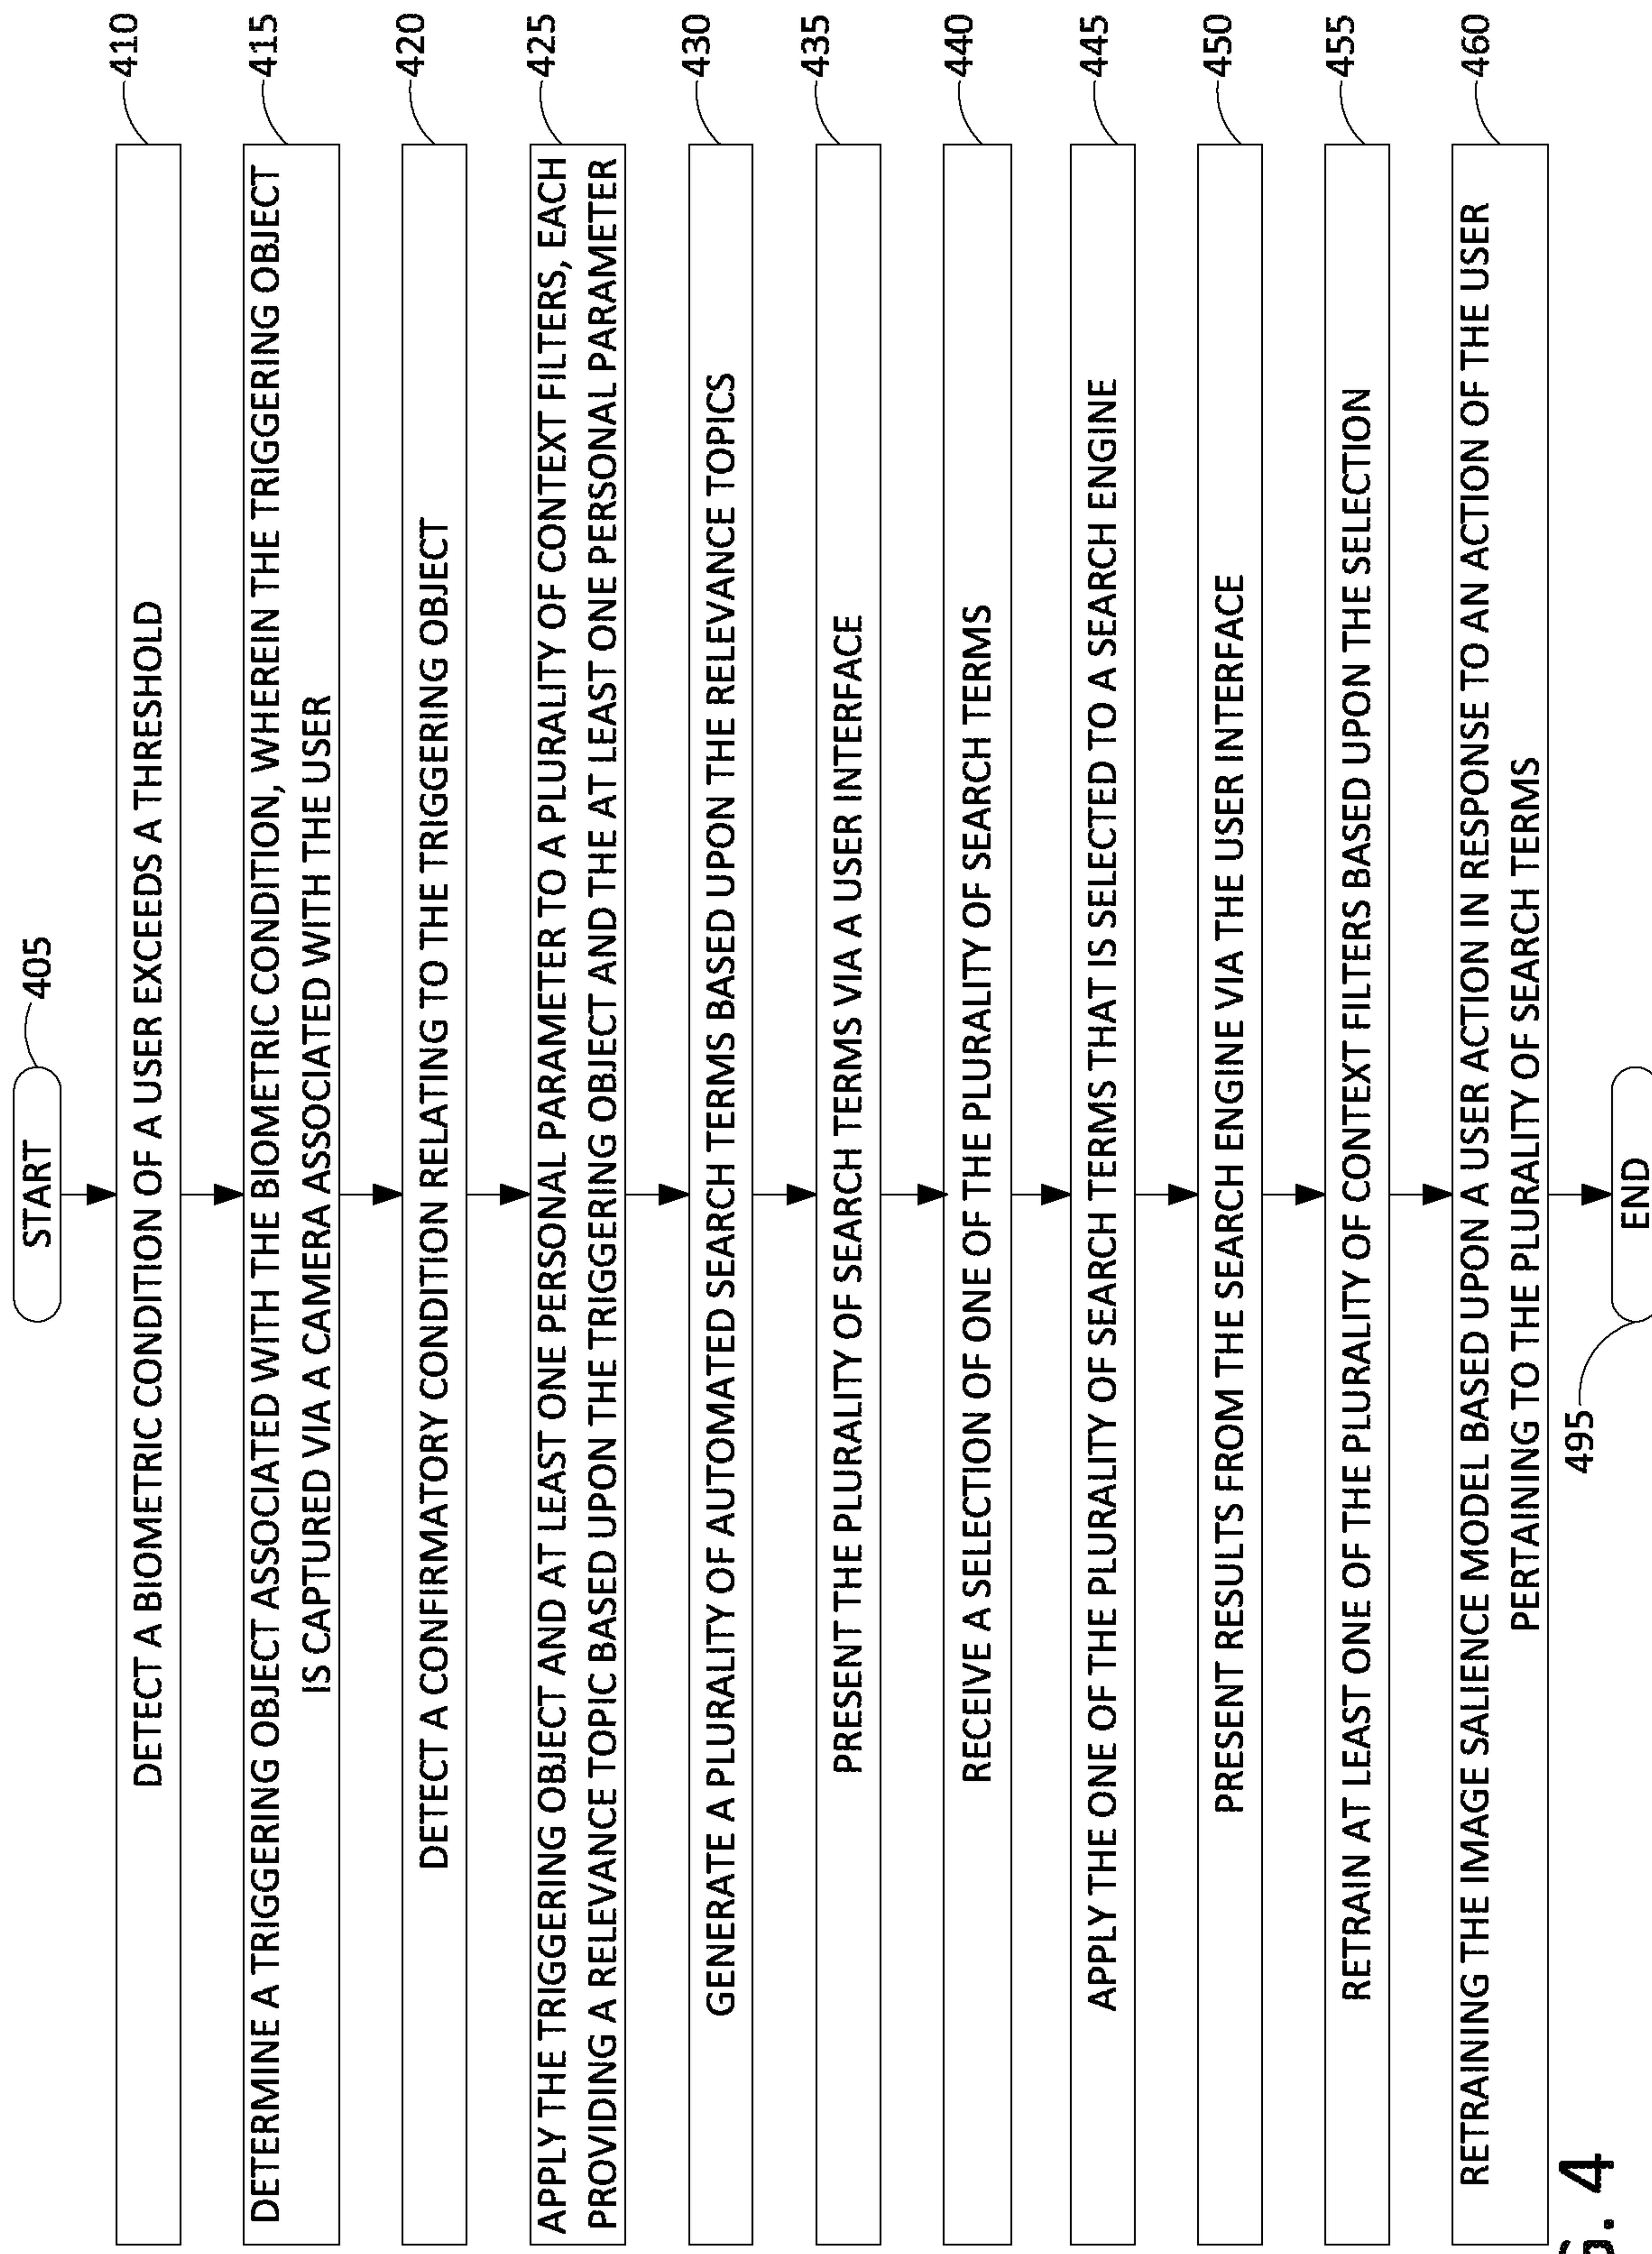 START
405
DETECT A BIOMETRIC CONDITION OF A USER EXCEEDS A THRESHOLD
410
DETERMINE A TRIGGERING OBJECT ASSOCIATED WITH THE BIOMETRIC CONDITION, WHEREIN THE TRIGGERING OBJECT
IS CAPTURED VIA A CAMERA ASSOCIATED WITH THE USER
415
DETECT A CONFIRMATORY CONDITION RELATING TO THE TRIGGERING OBJECT
420
APPLY THE TRIGGERING OBJECT AND AT LEAST ONE PERSONAL PARAMETER TO A PLURALITY OF CONTEXT FILTERS, EACH
PROVIDING A RELEVANCE TOPIC BASED UPON THE TRIGGERING OBJECT AND THE AT LEAST ONE PERSONAL PARAMETER
425
GENERATE A PLURALITY OF AUTOMATED SEARCH TERMS BASED UPON THE RELEVANCE TOPICS
430
PRESENT THE PLURALITY OF SEARCH TERMS VIA A USER INTERFACE
435
RECEIVE A SELECTION OF ONE OF THE PLURALITY OF SEARCH TERMS
440
APPLY THE ONE OF THE PLURALITY OF SEARCH TERMS THAT IS SELECTED TO A SEARCH ENGINE
445
PRESENT RESULTS FROM THE SEARCH ENGINE VIA THE USER INTERFACE
450
RETRAIN AT LEAST ONE OF THE PLURALITY OF CONTEXT FILTERS BASED UPON THE SELECTION
455
RETRAINING THE IMAGE SALIENCE MODEL BASED UPON A USER ACTION IN RESPONSE TO AN ACTION OF THE USER
PERTAINING TO THE PLURALITY OF SEARCH TERMS
460
495
END
. 4